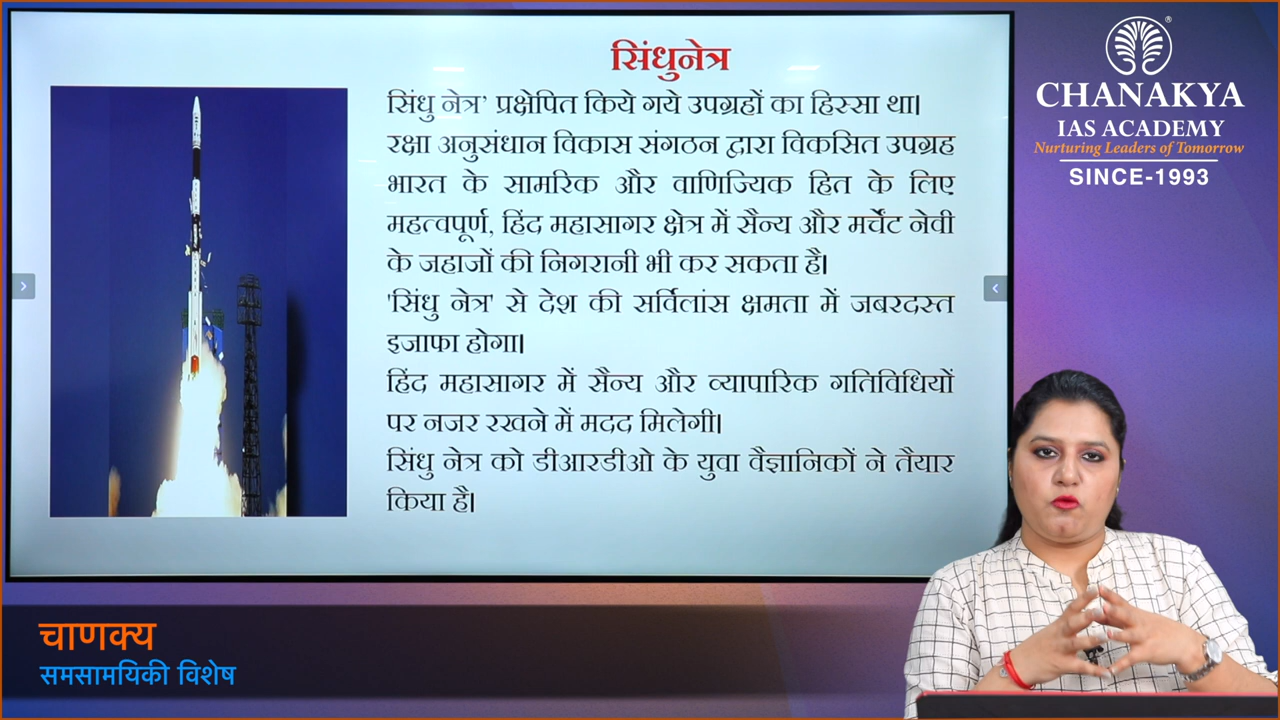 सिंधुनेत्र
सिंधु नेत्र' प्रक्षेपित किये गये उपग्रहों का हिस्सा था।
रक्षा अनुसंधान विकास संगठन द्वारा विकसित उपग्रह
भारत के सामरिक और वाणिज्यिक हित के लिए
महत्वपूर्ण, हिंद महासागर क्षेत्र में सैन्य और मर्चेंट नेवी
के जहाजों की निगरानी भी कर सकता है।
'सिंधु नेत्र' से देश की सर्विलांस क्षमता में जबरदस्त
इजाफा होगा।
हिंद महासागर में सैन्य और व्यापारिक गतिविधियों
पर नजर रखने में मदद मिलेगी।
सिंधु नेत्र को डीआरडीओ के युवा वैज्ञानिकों ने तैयार
किया है।
®
CHANAKYA
IAS ACADEMY
Nurturing Leaders of Tomorrow
SINCE-1993
चाणक्य
समसामयिकी विशेष